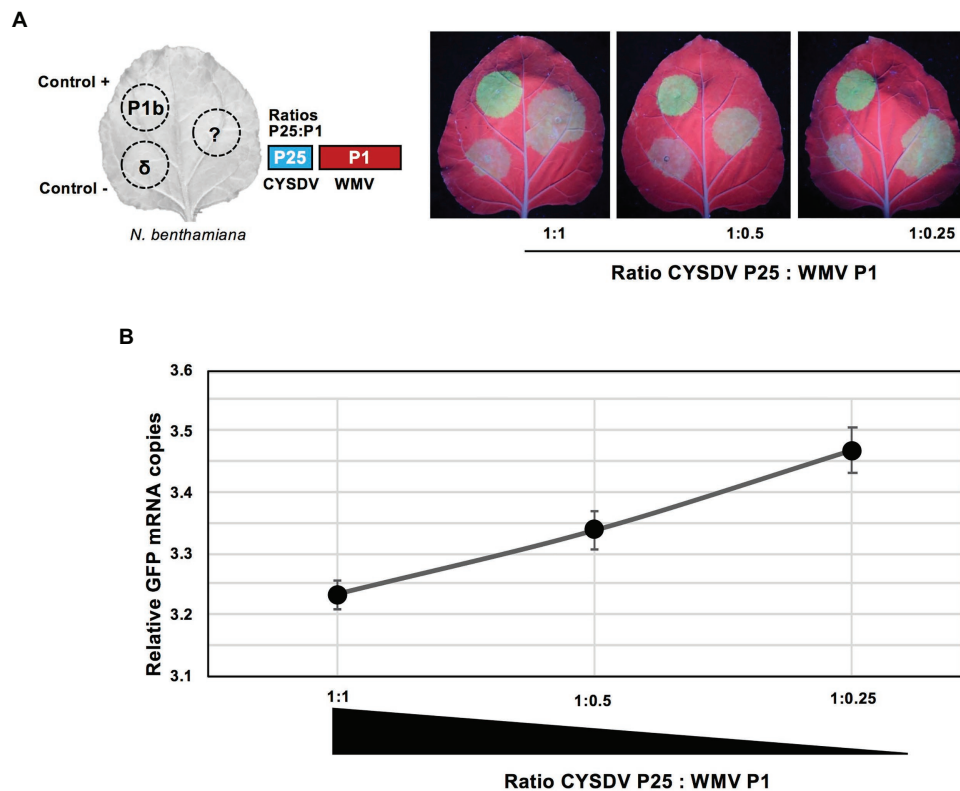 A
Control +
P1b
?
δ
Control -
N. benthamiana
Ratios
P25:P1
P25 P1
CYSDV WMV
1:1 1:0.5 1:0.25
Ratio CYSDV P25 : WMV P1
B
Relative GFP mRNA copies
3.6
3.5
3.4
3.3
3.2
3.1
1:1 1:0.5 1:0.25
Ratio CYSDV P25 : WMV P1